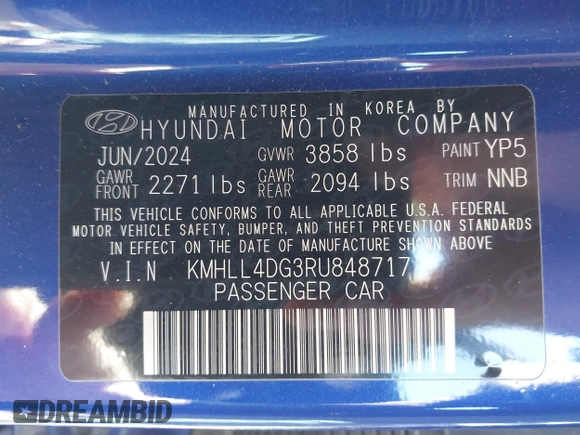 MANUFACTURED IN KOREA BY
HYUNDAI MOTOR COMPANY
JUN/2024 GVWR 3858 lbs PAINT YP5
GAWR FRONT 2271 lbs GAWR REAR 2094 lbs TRIM NNB
THIS VEHICLE CONFORMS TO ALL APPLICABLE U.S.A. FEDERAL
MOTOR VEHICLE SAFETY, BUMPER, AND THEFT PREVENTION STANDARDS
IN EFFECT ON THE DATE OF MANUFACTURE SHOWN ABOVE
V.I.N KMHLL4DG3RU848717
PASSENGER CAR
DREAMBID